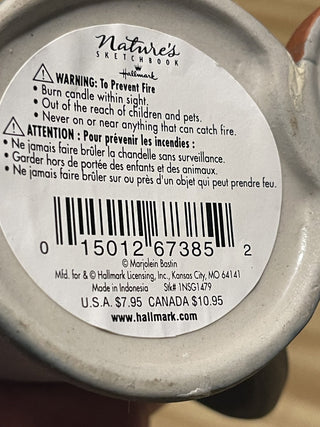 Nature's
SKETCHBOOK
Hallmark
WARNING: To Prevent Fire
• Burn candle within sight.
• Out of the reach of children and pets.
• Never on or near anything that can catch fire.
ATTENTION : Pour prévenir les incendies :
• Ne jamais faire brûler la chandelle sans surveillance.
• Garder hors de portée des enfants et des animaux.
• Ne jamais faire brûler sur ou près d'un objet qui peut prendre feu.
0 15012 67385 2
© Marjolein Bastin
Mfd. for & © Hallmark Licensing, Inc., Kansas City, MO 64141
Made in Indonesia Stk# 1NSG1479
U.S.A. $7.95 CANADA $10.95
www.hallmark.com